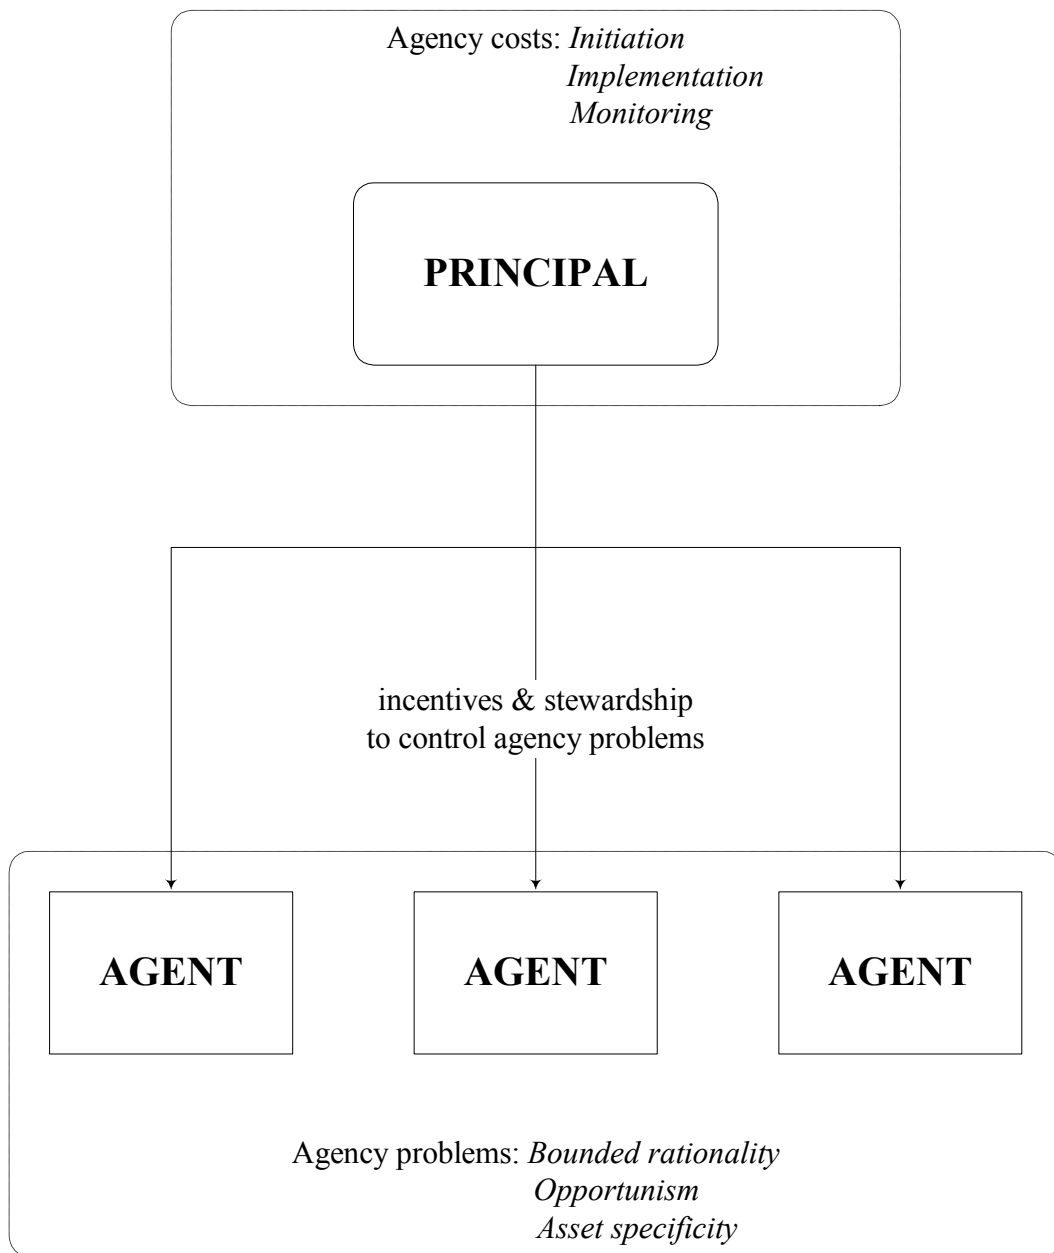 Agency costs: Initiation
Implementation
Monitoring
PRINCIPAL
incentives & stewardship
to control agency problems
AGENT AGENT AGENT
Agency problems: Bounded rationality
Opportunism
Asset specificity